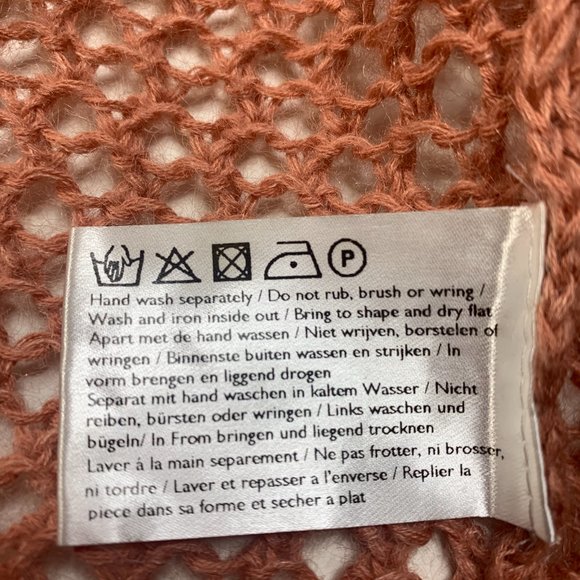 P
Hand wash separately / Do not rub, brush or wring /
Wash and iron inside out / Bring to shape and dry flat
Apart met de hand wassen / Niet wrijven, borstelen of
wringen / Binnenste buiten wassen en strijken / In
vorm brengen en liggend drogen
Separat mit hand waschen in kaltem Wasser / Nicht
reiben, bürsten oder wringen / Links waschen und
bügeln/ In From bringen und liegend trocknen
Laver á la main separement / Ne pas frotter, ni brosser,
ni tordre / Laver et repasser a l'enverse / Replier la
piece dans sa forme et secher a plat